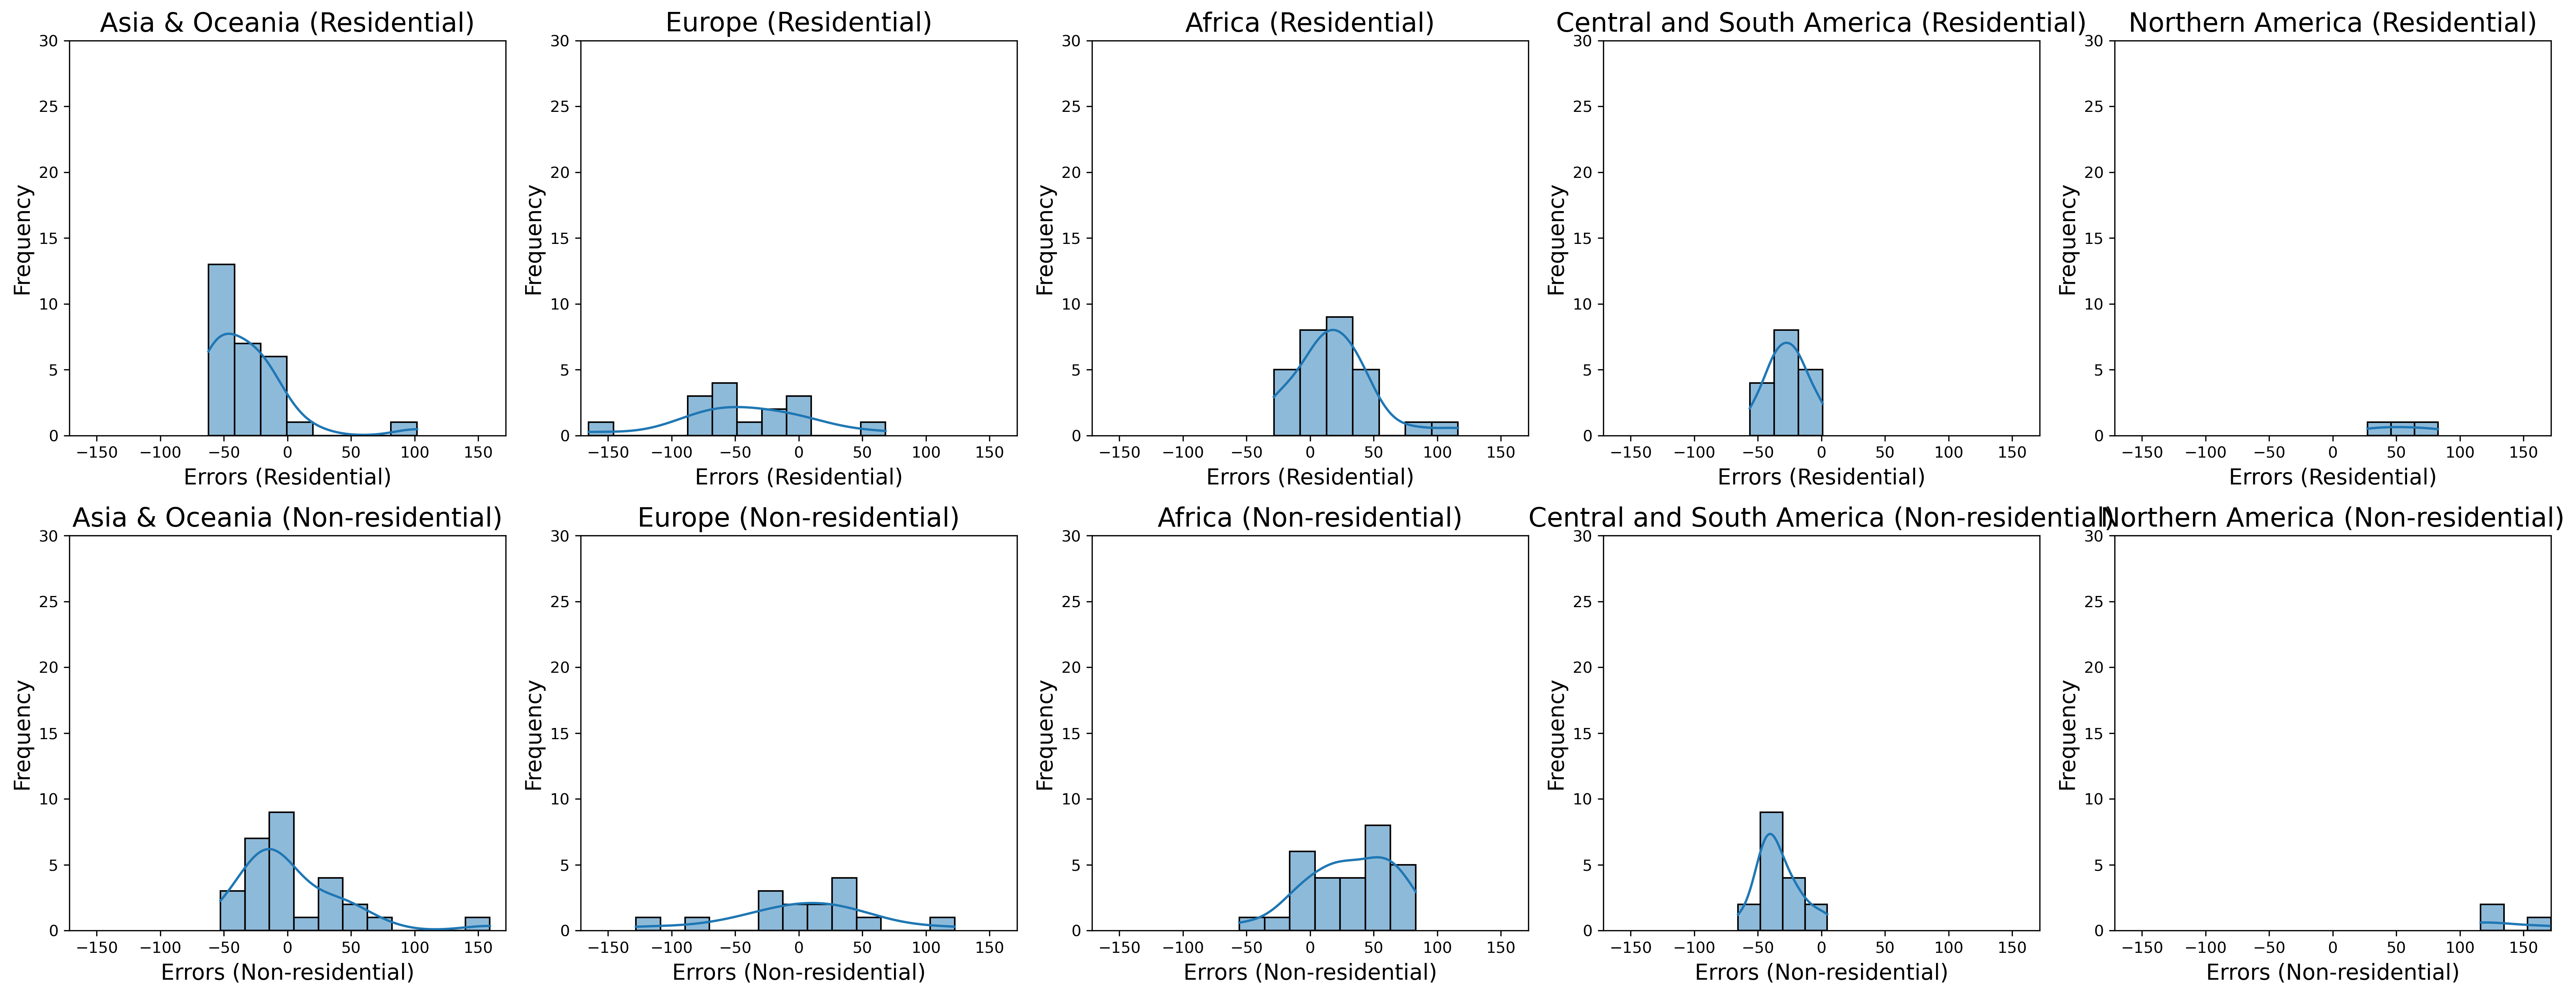 Asia & Oceania (Residential)
30
25
20
15
10
5
0
Frequency
−150 −100 −50 0 50 100 150
Errors (Residential)
Europe (Residential)
30
25
20
15
10
5
0
Frequency
−150 −100 −50 0 50 100 150
Errors (Residential)
Africa (Residential)
30
25
20
15
10
5
0
Frequency
−150 −100 −50 0 50 100 150
Errors (Residential)
Central and South America (Residential)
30
25
20
15
10
5
0
Frequency
−150 −100 −50 0 50 100 150
Errors (Residential)
Northern America (Residential)
30
25
20
15
10
5
0
Frequency
−150 −100 −50 0 50 100 150
Errors (Residential)
Asia & Oceania (Non-residential)
30
25
20
15
10
5
0
Frequency
−150 −100 −50 0 50 100 150
Errors (Non-residential)
Europe (Non-residential)
30
25
20
15
10
5
0
Frequency
−150 −100 −50 0 50 100 150
Errors (Non-residential)
Africa (Non-residential)
30
25
20
15
10
5
0
Frequency
−150 −100 −50 0 50 100 150
Errors (Non-residential)
Central and South America (Non-residential)
30
25
20
15
10
5
0
Frequency
−150 −100 −50 0 50 100 150
Errors (Non-residential)
Northern America (Non-residential)
30
25
20
15
10
5
0
Frequency
−150 −100 −50 0 50 100 150
Errors (Non-residential)